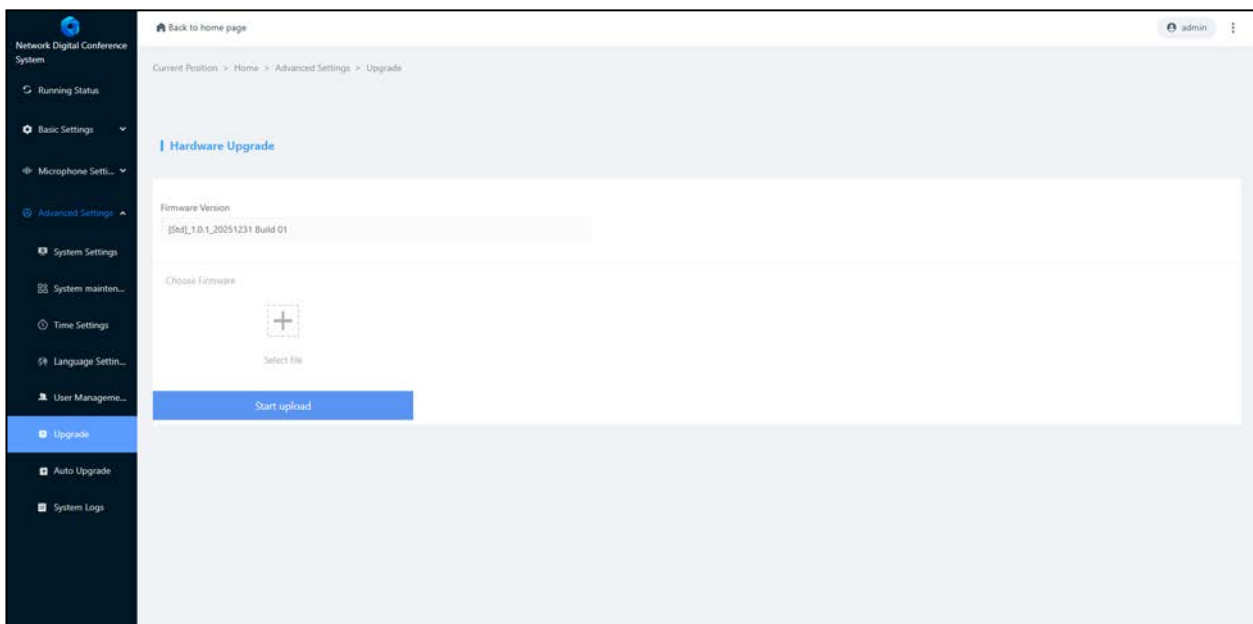 Network Digital Conference
System
Running Status
Basic Settings
Microphone Setti...
Advanced Settings
System Settings
System mainten...
Time Settings
Language Settin...
User Manageme...
Upgrade
Auto Upgrade
System Logs
Back to home page
admin
Current Position > Home > Advanced Settings > Upgrade
Hardware Upgrade
Firmware Version
[Std]_1.0.1_20251231 Build 01
Choose Firmware
Select file
Start upload